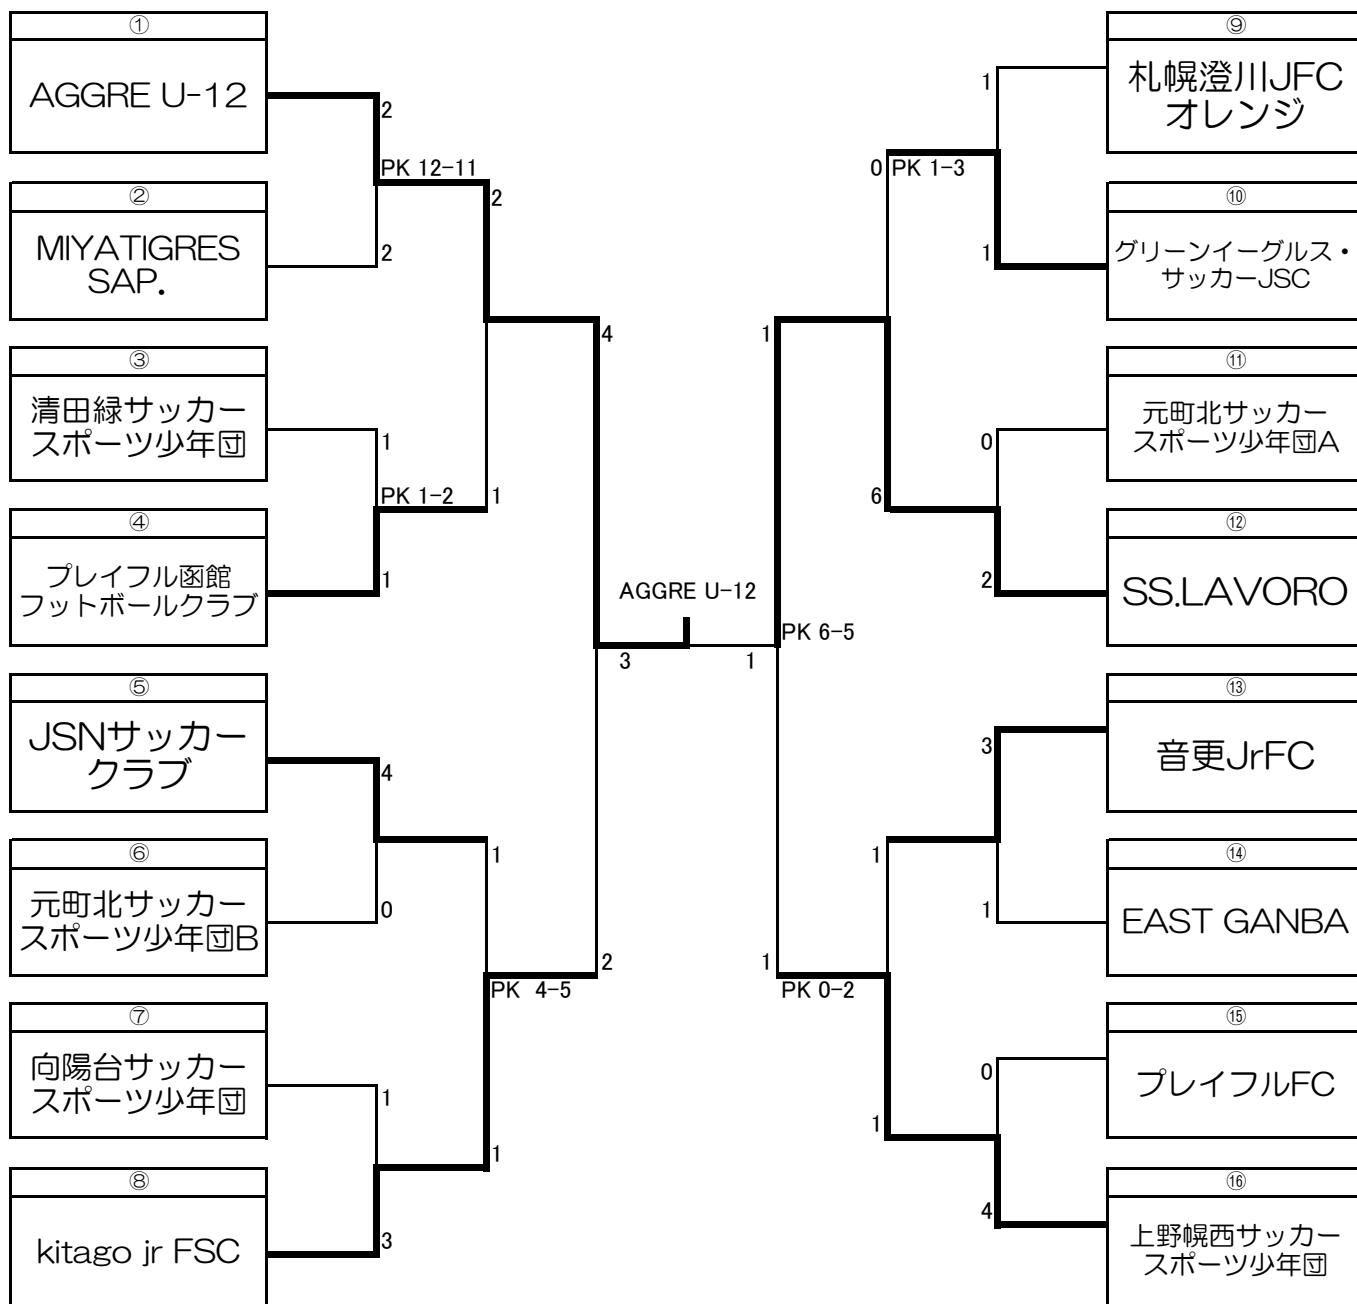 ①
AGGRE U-12
②
MIYATIGRES
SAP.
③
清田緑サッカー
スポーツ少年団
④
プレイフル函館
フットボールクラブ
⑤
JSNサッカー
クラブ
⑥
元町北サッカー
スポーツ少年団B
⑦
向陽台サッカー
スポーツ少年団
⑧
kitago jr FSC
2
PK 12-11
2
2
1
PK 1-2
1
1
4
4
0
1
PK 4-5
1
1
3
2
AGGRE U-12
3
1
PK 6-5
1
1
PK 0-2
0 PK 1-3
6
1
1
1
1
0
2
3
1
0
4
⑨
札幌澄川JFC
オレンジ
⑩
グリーンイーグルス・
サッカーJSC
⑪
元町北サッカー
スポーツ少年団A
⑫
SS.LAVORO
⑬
音更JrFC
⑭
EAST GANBA
⑮
プレイフルFC
⑯
上野幌西サッカー
スポーツ少年団